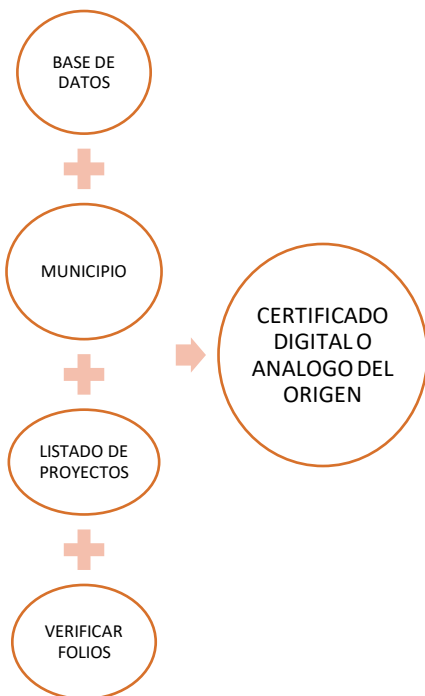 BASE DE
DATOS
MUNICIPIO
LISTADO DE
PROYECTOS
VERIFICAR
FOLIOS
CERTIFICADO
DIGITAL O
ANALOGO DEL
ORIGEN